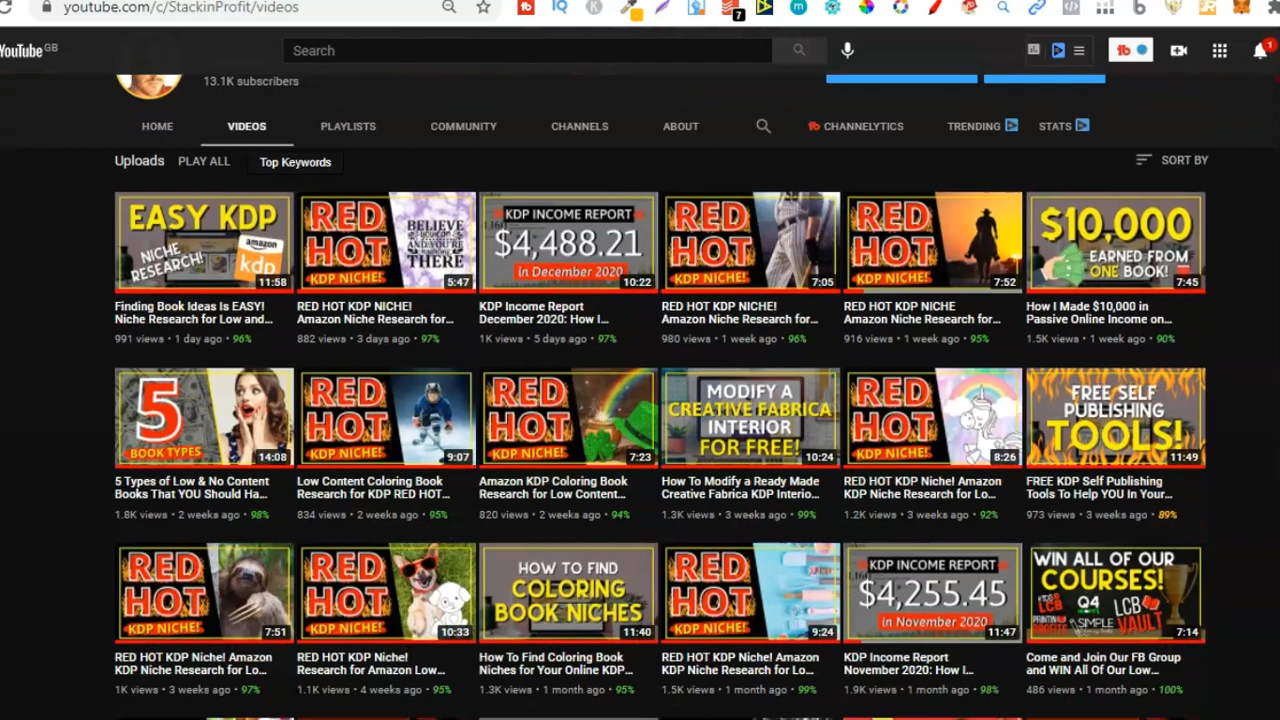 youtube.com/c/StackinProfit/videos
7
YouTube GB
Search
1
13.1K subscribers
HOME VIDEOS PLAYLISTS COMMUNITY CHANNELS ABOUT tb CHANNELYTICS TRENDING STATS
Uploads PLAY ALL Top Keywords SORT BY
EASY KDP
NICHE RESEARCH!
amazon
kdp
11:58
RED HOT
KDP NICHE!
BELIEVE
YOU CAN
AND YOU'RE
THERE
5:47
KDP INCOME REPORT
$4,488.21
in December 2020
10:22
RED HOT
KDP NICHE!
7:05
RED HOT
KDP NICHE!
7:52
$10,000
EARNED FROM
ONE BOOK!
7:45
Finding Book Ideas Is EASY!
Niche Research for Low and...
991 views • 1 day ago • 96%
RED HOT KDP NICHE!
Amazon Niche Research for...
882 views • 3 days ago • 97%
KDP Income Report
December 2020: How I...
1K views • 5 days ago • 97%
RED HOT KDP NICHE!
Amazon Niche Research for...
980 views • 1 week ago • 96%
RED HOT KDP NICHE
Amazon Niche Research for...
916 views • 1 week ago • 95%
How I Made $10,000 in
Passive Online Income on...
1.5K views • 1 week ago • 90%
5
BOOK TYPES
14:08
RED HOT
KDP NICHE!
9:07
RED HOT
KDP NICHE!
7:23
MODIFY A
CREATIVE FABRICA
INTERIOR
FOR FREE!
10:24
RED HOT
KDP NICHE!
8:26
FREE SELF
PUBLISHING
TOOLS!
11:49
5 Types of Low & No Content
Books That YOU Should Ha...
1.8K views • 2 weeks ago • 98%
Low Content Coloring Book
Research for KDP RED HOT...
834 views • 2 weeks ago • 95%
Amazon KDP Coloring Book
Research for Low Content...
820 views • 2 weeks ago • 94%
How To Modify a Ready Made
Creative Fabrica KDP Interio...
1.3K views • 3 weeks ago • 99%
RED HOT KDP Niche! Amazon
KDP Niche Research for Lo...
1.2K views • 3 weeks ago • 92%
FREE KDP Self Publishing
Tools To Help YOU In Your...
973 views • 3 weeks ago • 89%
RED HOT
KDP NICHE!
7:51
RED HOT
KDP NICHE!
10:33
HOW TO FIND
COLORING
BOOK NICHES
11:40
RED HOT
KDP NICHE!
9:24
KDP INCOME REPORT
$4,255.45
in November 2020
11:47
WIN ALL OF OUR
COURSES!
Q4
LCB
VAULT
SIMPLE
7:14
RED HOT KDP Niche! Amazon
KDP Niche Research for Lo...
1K views • 3 weeks ago • 97%
RED HOT KDP Niche!
Research for Amazon Low...
1.1K views • 4 weeks ago • 95%
How To Find Coloring Book
Niches for Your Online KDP...
1.3K views • 1 month ago • 95%
RED HOT KDP Niche! Amazon
KDP Niche Research for Lo...
1.5K views • 1 month ago • 99%
KDP Income Report
November 2020: How I...
1.9K views • 1 month ago • 98%
Come and Join Our FB Group
and WIN All Of Our Low...
486 views • 1 month ago • 100%